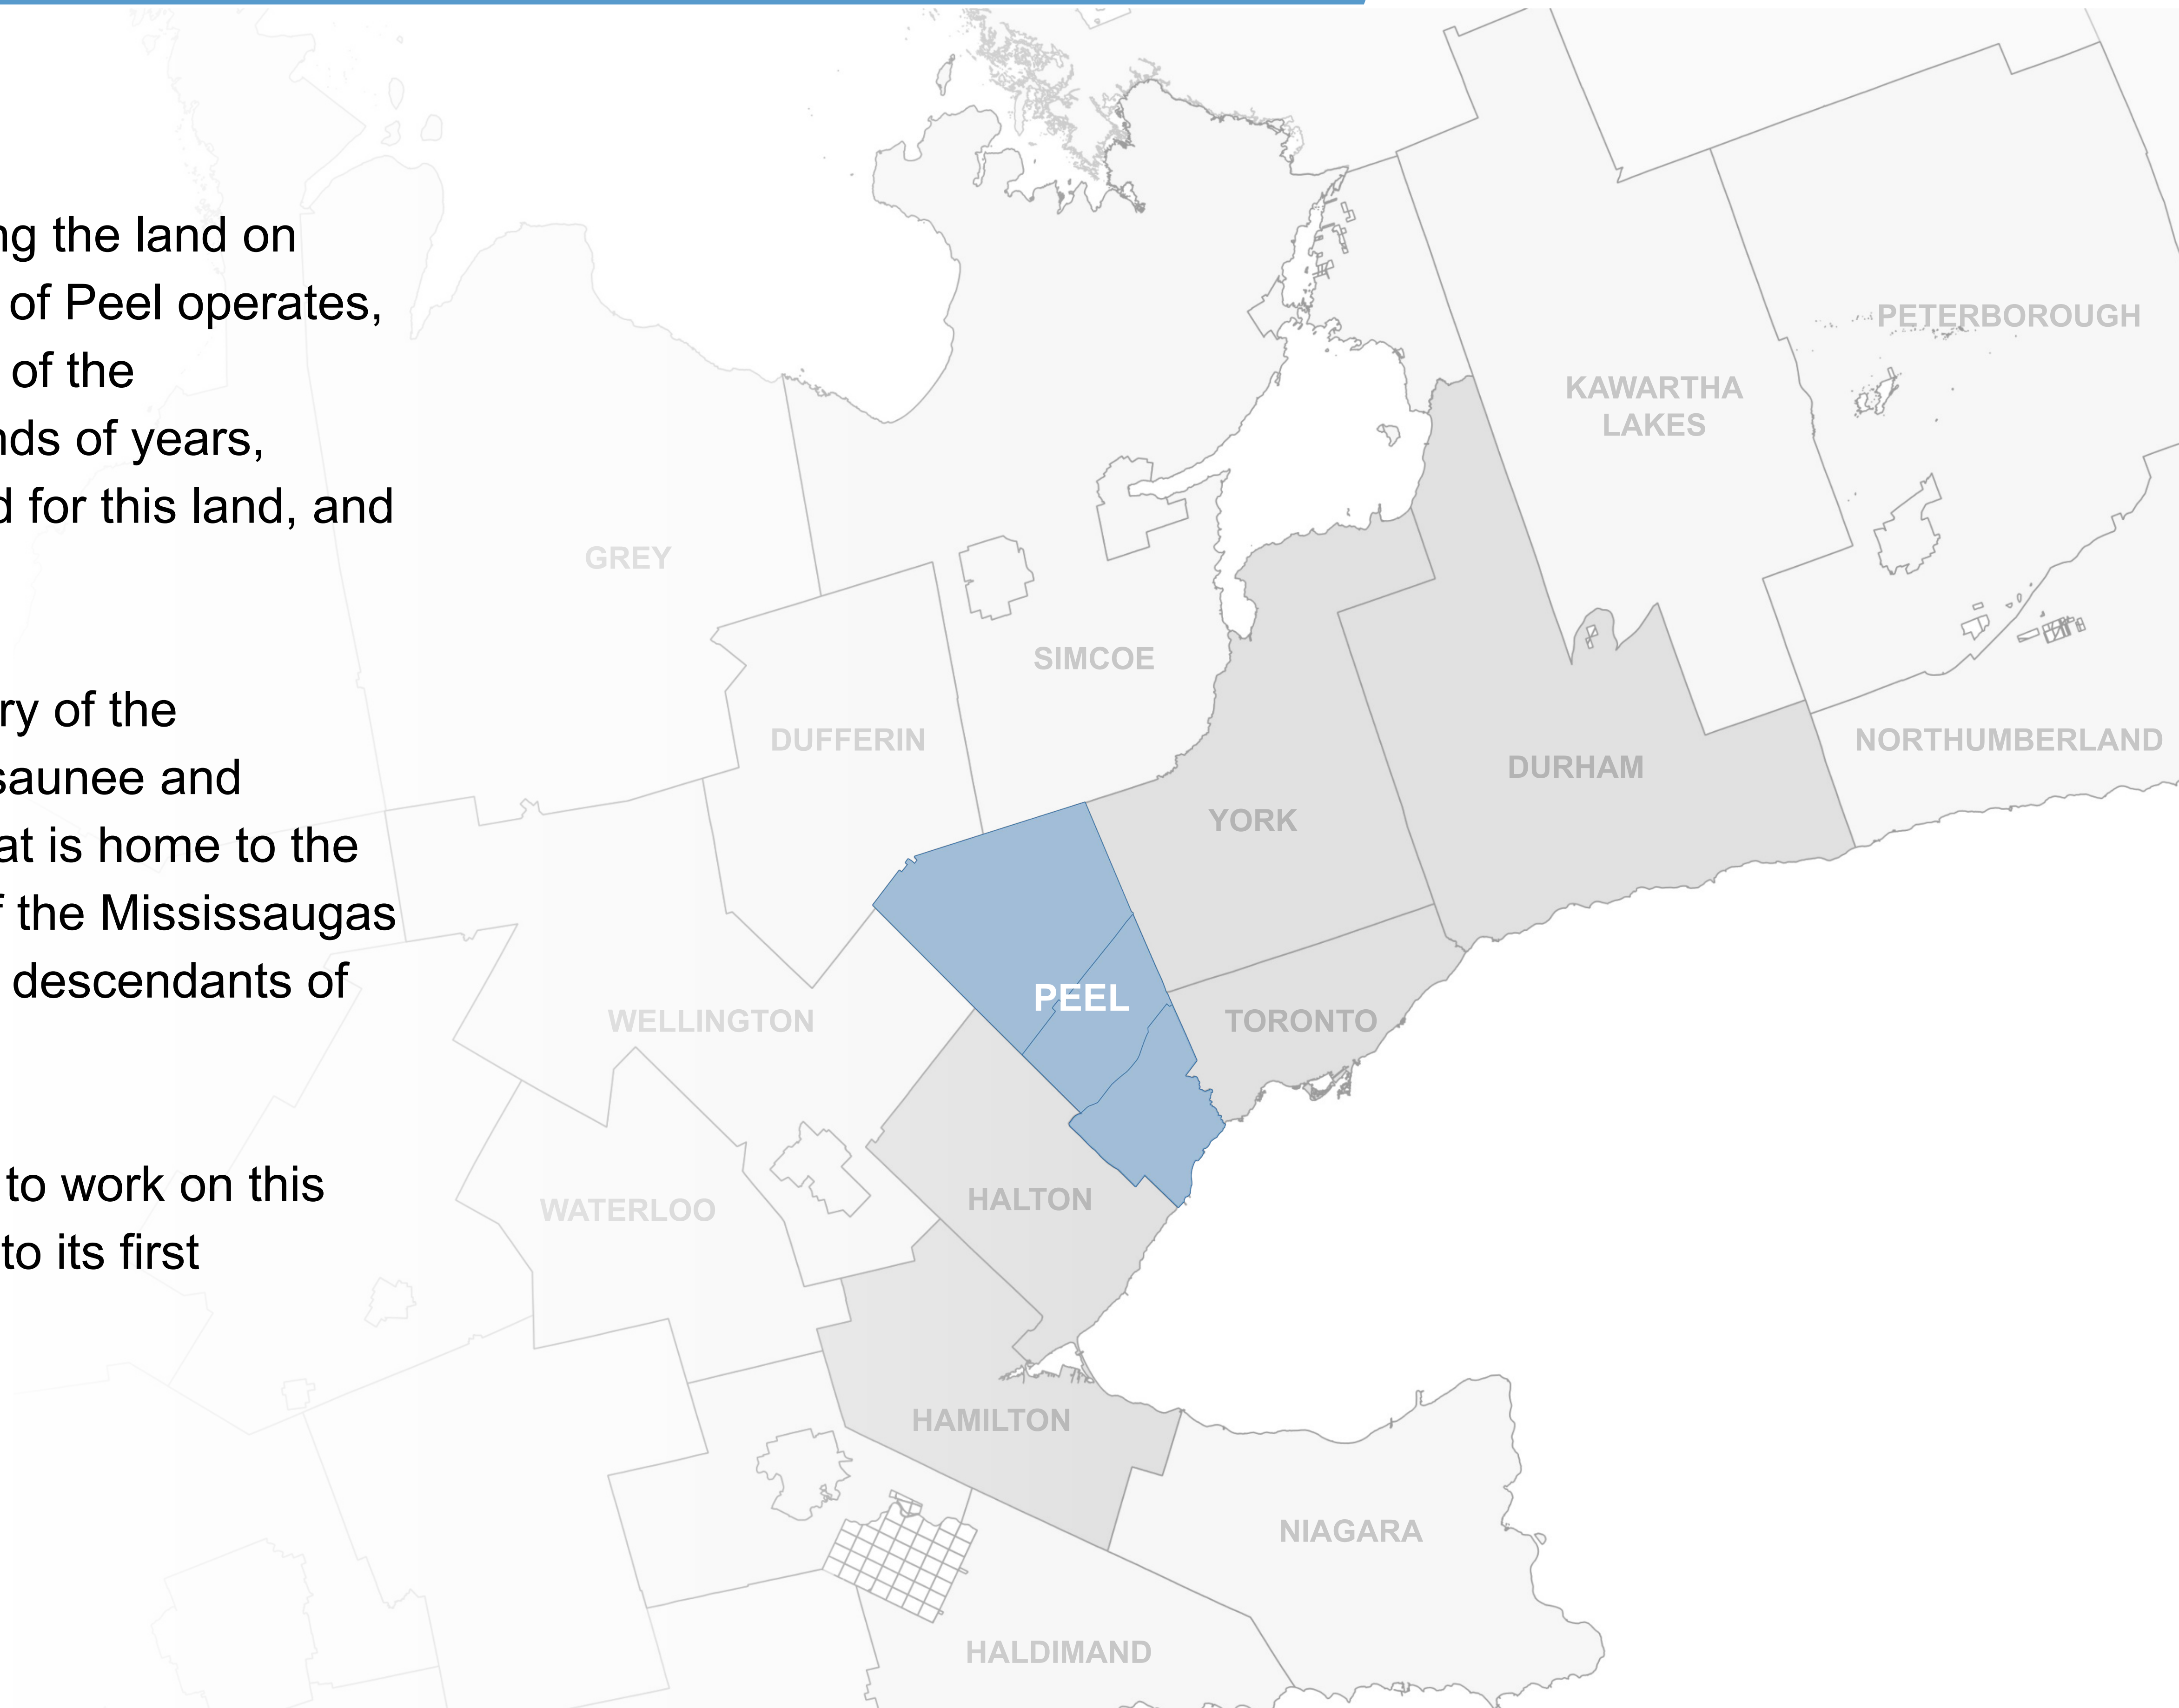 ng the land on
of Peel operates,
of the
nds of years,
d for this land, and
ry of the
saunee and
at is home to the
f the Mississaugas
descendants of
to work on this
to its first
PETERBOROUGH
KAWARTHA
LAKES
GREY
SIMCOE
DUFFERIN
NORTHUMBERLAND
DURHAM
YORK
PEEL
WELLINGTON
TORONTO
HALTON
WATERLOO
HAMILTON
NIAGARA
HALDIMAND